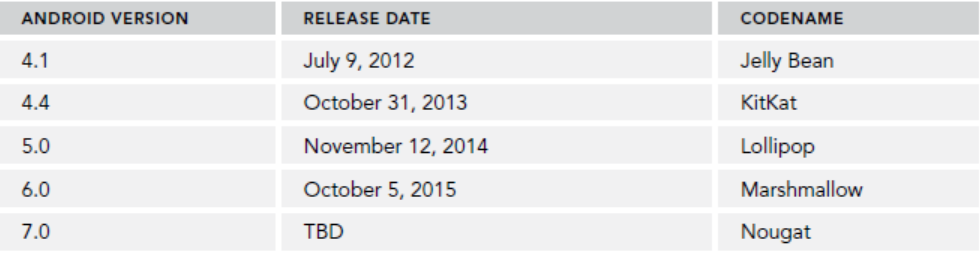 ANDROID VERSION RELEASE DATE CODENAME
4.1 July 9, 2012 Jelly Bean
4.4 October 31, 2013 KitKat
5.0 November 12, 2014 Lollipop
6.0 October 5, 2015 Marshmallow
7.0 TBD Nougat